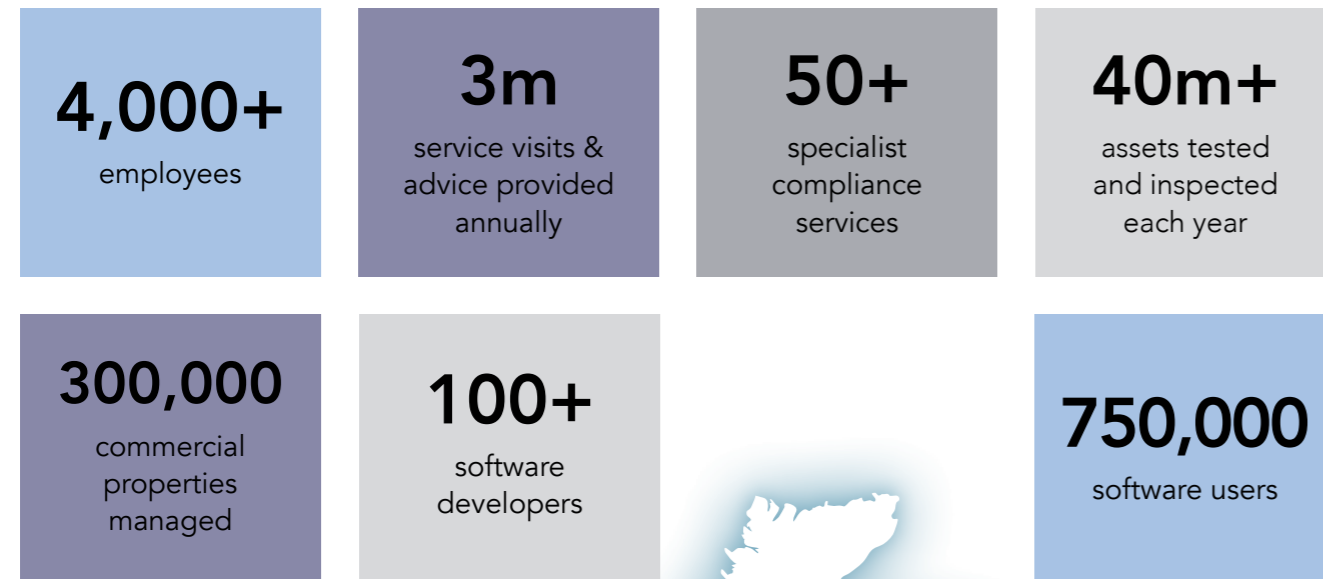 4,000+
employees
3m
service visits &
advice provided
annually
50+
specialist
compliance
services
40m+
assets tested
and inspected
each year
300,000
commercial
properties
managed
100+
software
developers
750,000
software users